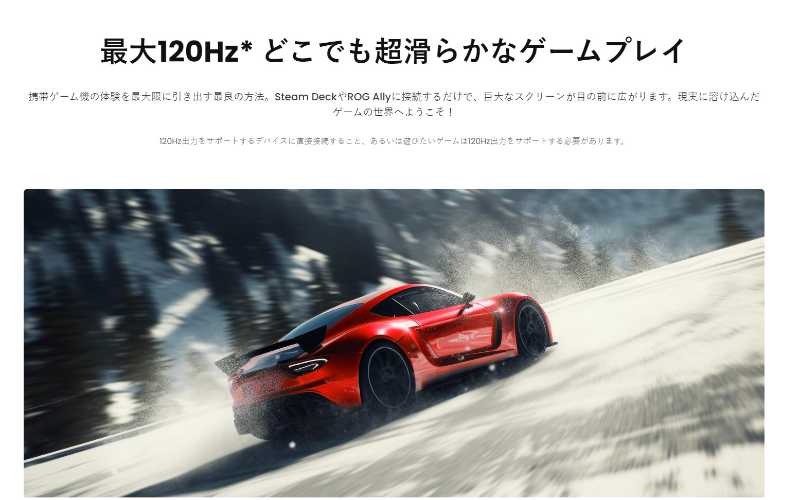 最大120Hz* どこでも超滑らかなゲームプレイ
携帯ゲーム機の体験を最大限に引き出す最良の方法。Steam DeckやROG Allyに接続するだけで、巨大なスクリーンが目の前に広がります。現実に溶け込んだ
ゲームの世界へようこそ！
120Hz出力をサポートするデバイスに直接接続すること、あるいは遊びたいゲームは120Hz出力をサポートする必要があります。